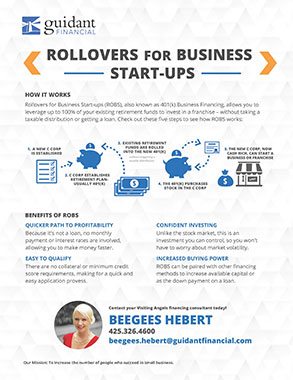 guidant
FINANCIAL
ROLLOVERS FOR BUSINESS
START-UPS
HOW IT WORKS
Rollovers for Business Start-ups (ROBS), also known as 401(k) Business Financing, allows you to
leverage up to 100% of your existing retirement funds to invest in a franchise – without taking a
taxable distribution or getting a loan. Check out these five steps to see how ROBS works:
1. A NEW C CORP
IS ESTABLISHED
2. C CORP ESTABLISHES
RETIREMENT PLAN:
USUALLY 401(K)
3. EXISTING RETIREMENT
FUNDS ARE ROLLED
INTO THE NEW 401(K)
4. THE 401(K) PURCHASES
STOCK IN THE C CORP
5. THE NEW C CORP, NOW
CASH RICH, CAN START A
BUSINESS OR FRANCHISE
BENEFITS OF ROBS
QUICKER PATH TO PROFITABILITY
Because it's not a loan, no monthly
payment or interest rates are involved,
allowing you to make money faster.
EASY TO QUALIFY
There are no collateral or minimum credit
score requirements, making for a quick and
easy application process.
CONFIDENT INVESTING
Unlike the stock market, this is an
investment you can control, so you won't
have to worry about market volatility.
INCREASED BUYING POWER
ROBS can be paired with other financing
methods to increase available capital or
as the down payment on a loan.
Contact your Visiting Angels financing consultant today!
BEEGEES HEBERT
425.326.4600
beegees.hebert@guidantfinancial.com
Our Mission: To increase the number of people who succeed in small business.